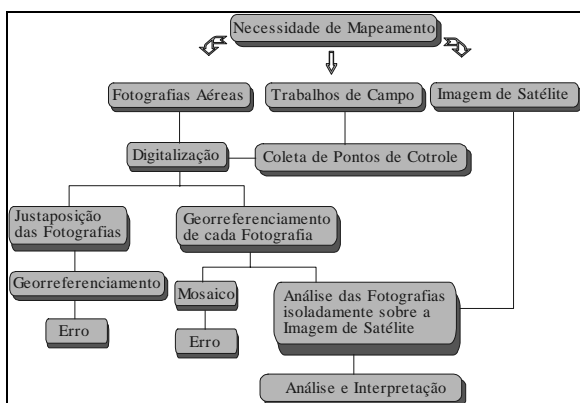 Necessidade de Mapeamento
Fotografias Aéreas
Trabalhos de Campo
Imagem de Satélite
Digitalização
Coleta de Pontos de Cotrole
Justaposição
das Fotografias
Georreferenciamento
de cada Fotografia
Georreferenciamento
Mosaico
Análise das Fotografias
isoladamente sobre a
Imagem de Satélite
Erro
Erro
Análise e Interpretação